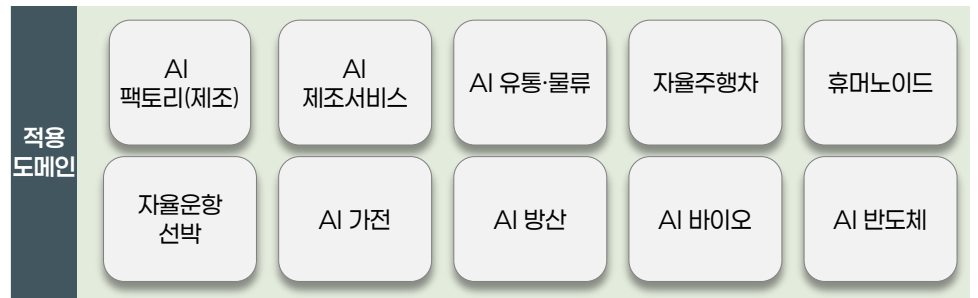 적용
도메인
AI
팩토리(제조)
AI
제조서비스
AI 유통·물류
자율주행차
휴머노이드
자율운항
선박
AI 가전
AI 방산
AI 바이오
AI 반도체